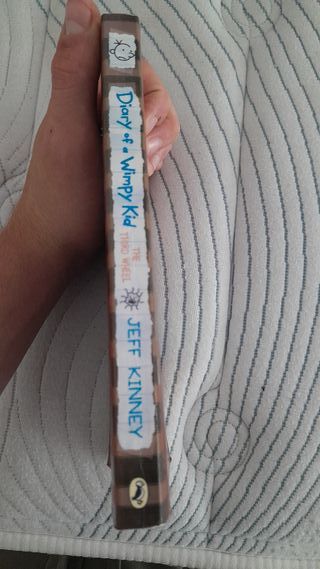 Diary of a Wimpy Kid
THE
THIRD WHEEL
JEFF KINNEY